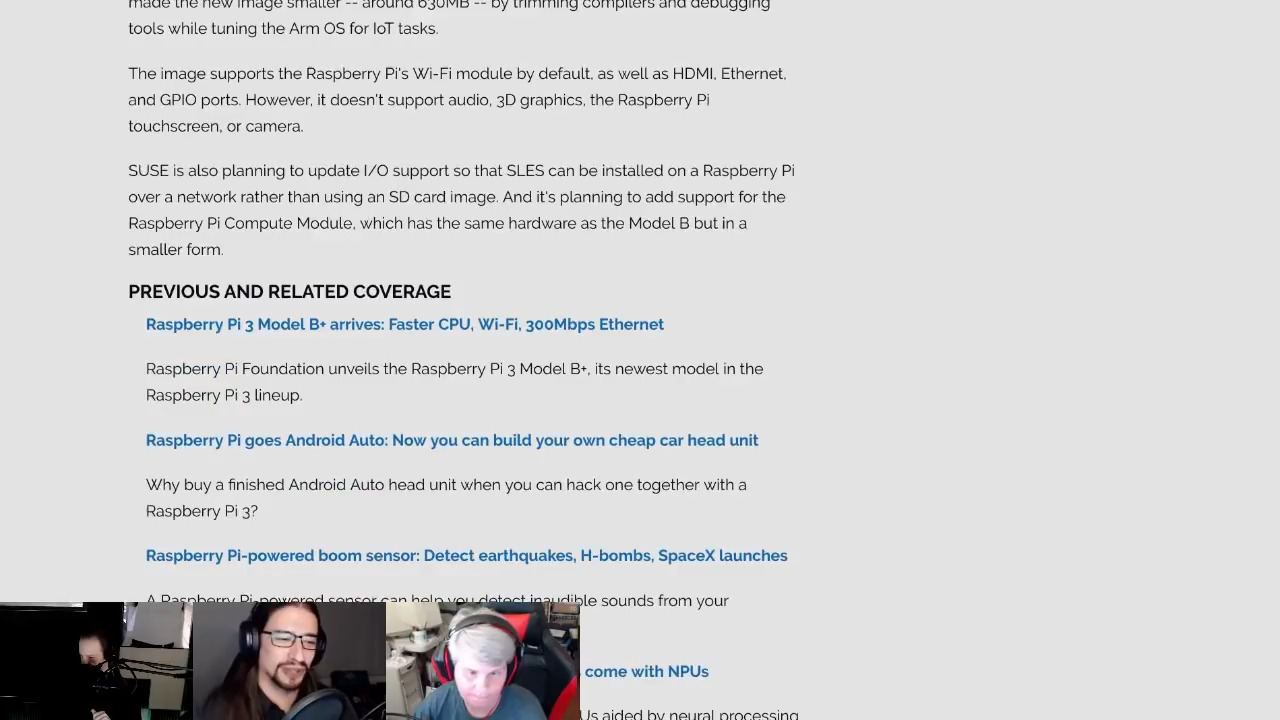 made the new image smaller -- around 630MB -- by trimming compilers and debugging
tools while tuning the Arm OS for IoT tasks.
The image supports the Raspberry Pi's Wi-Fi module by default, as well as HDMI, Ethernet,
and GPIO ports. However, it doesn't support audio, 3D graphics, the Raspberry Pi
touchscreen, or camera.
SUSE is also planning to update I/O support so that SLES can be installed on a Raspberry Pi
over a network rather than using an SD card image. And it's planning to add support for the
Raspberry Pi Compute Module, which has the same hardware as the Model B but in a
smaller form.
PREVIOUS AND RELATED COVERAGE
Raspberry Pi 3 Model B+ arrives: Faster CPU, Wi-Fi, 300Mbps Ethernet
Raspberry Pi Foundation unveils the Raspberry Pi 3 Model B+, its newest model in the
Raspberry Pi 3 lineup.
Raspberry Pi goes Android Auto: Now you can build your own cheap car head unit
Why buy a finished Android Auto head unit when you can hack one together with a
Raspberry Pi 3?
Raspberry Pi-powered boom sensor: Detect earthquakes, H-bombs, SpaceX launches
A Raspberry Pi-powered sensor can help you detect inaudible sounds from your
come with NPUs
aided by neural processing